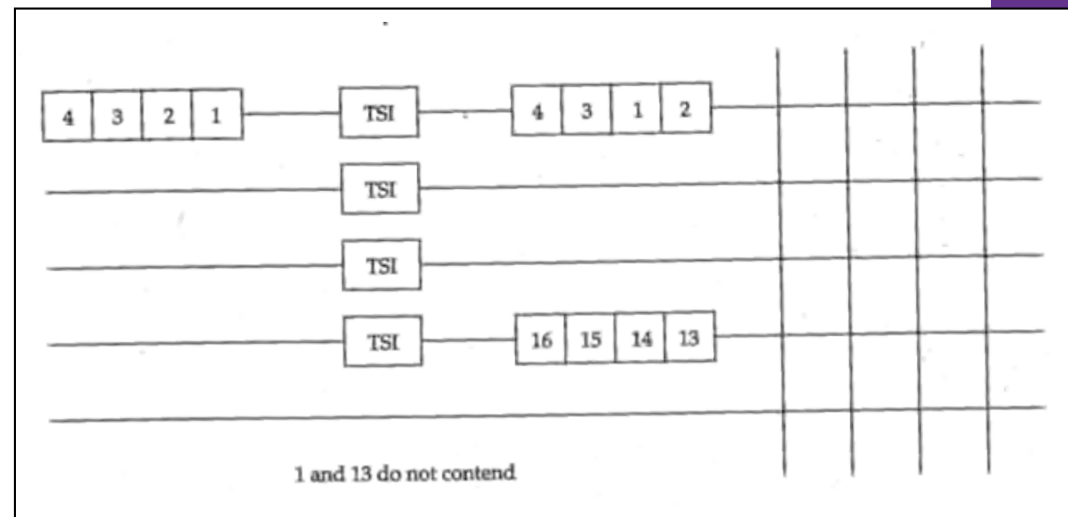 4 3 2 1 TSI 4 3 1 2
TSI
TSI
TSI 16 15 14 13
1 and 13 do not contend